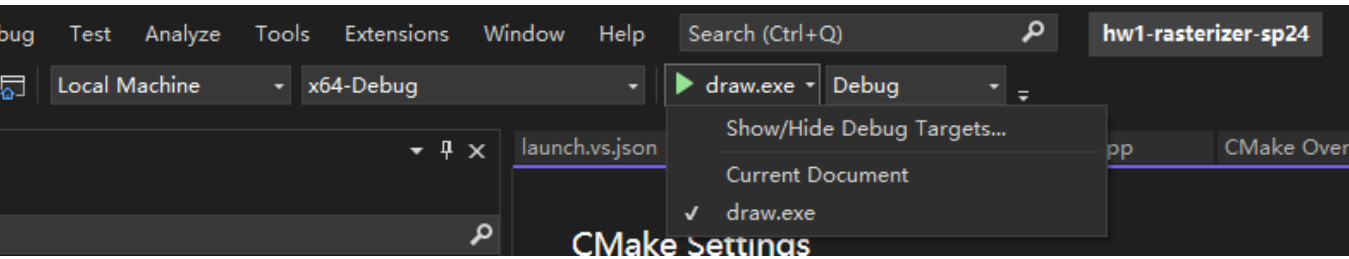 bug Test Analyze Tools Extensions Window Help Search (Ctrl+Q) hw1-rasterizer-sp24
Local Machine x64-Debug draw.exe Debug
Show/Hide Debug Targets...
launch.vs.json pp CMake Over
Current Document
draw.exe
CMake Settings